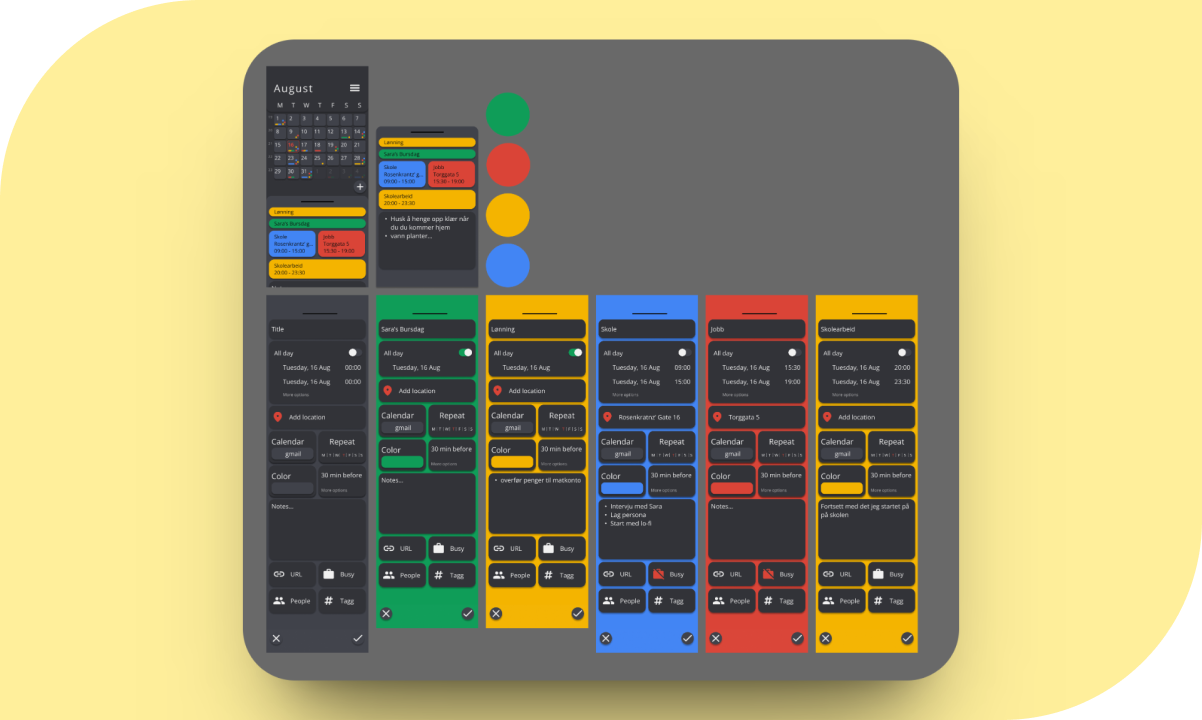 August
M T W T F S S
1 2 3 4 5 6 7
8 9 10 11 12 13 14
15 16 17 18 19 20 21
22 23 24 25 26 27 28
29 30 31
Lønning
Sara's Bursdag
Skole
Rosenkrantz' g...
09:00 - 15:00
Jobb
Torggata 5
15:30 - 19:00
Skolearbeid
20:00 - 23:30
Lønning
Sara's Bursdag
Skole
Rosenkrantz' g...
09:00 - 15:00
Jobb
Torggata 5
15:30 - 19:00
Skolearbeid
20:00 - 23:30
• Husk å henge opp klær når
du du kommer hjem
• vann planter...
Title
All day
Tuesday, 16 Aug 00:00
Tuesday, 16 Aug 00:00
More options
Add location
Calendar
gmail
Repeat
M T W T F S S
Color
30 min before
More options
Notes...
URL
Busy
People
Tagg
Sara's Bursdag
All day
Tuesday, 16 Aug
Add location
Calendar
gmail
Repeat
M T W T F S S
Color
30 min before
More options
Notes...
URL
Busy
People
Tagg
Lønning
All day
Tuesday, 16 Aug
Add location
Calendar
gmail
Repeat
M T W T F S S
Color
30 min before
More options
• overfør penger til matkonto
URL
Busy
People
Tagg
Skole
All day
Tuesday, 16 Aug 09:00
Tuesday, 16 Aug 15:00
More options
Rosenkratnz' Gate 16
Calendar
gmail
Repeat
M T W T F S S
Color
30 min before
More options
• Intervju med Sara
• Lag persona
• Start med lo-fi
URL
Busy
People
Tagg
Jobb
All day
Tuesday, 16 Aug 15:30
Tuesday, 16 Aug 19:00
More options
Torggata 5
Calendar
gmail
Repeat
M T W T F S S
Color
30 min before
More options
Notes...
URL
Busy
People
Tagg
Skolearbeid
All day
Tuesday, 16 Aug 20:00
Tuesday, 16 Aug 23:30
More options
Add location
Calendar
gmail
Repeat
M T W T F S S
Color
30 min before
More options
Fortsett med det jeg startet på
på skolen
URL
Busy
People
Tagg